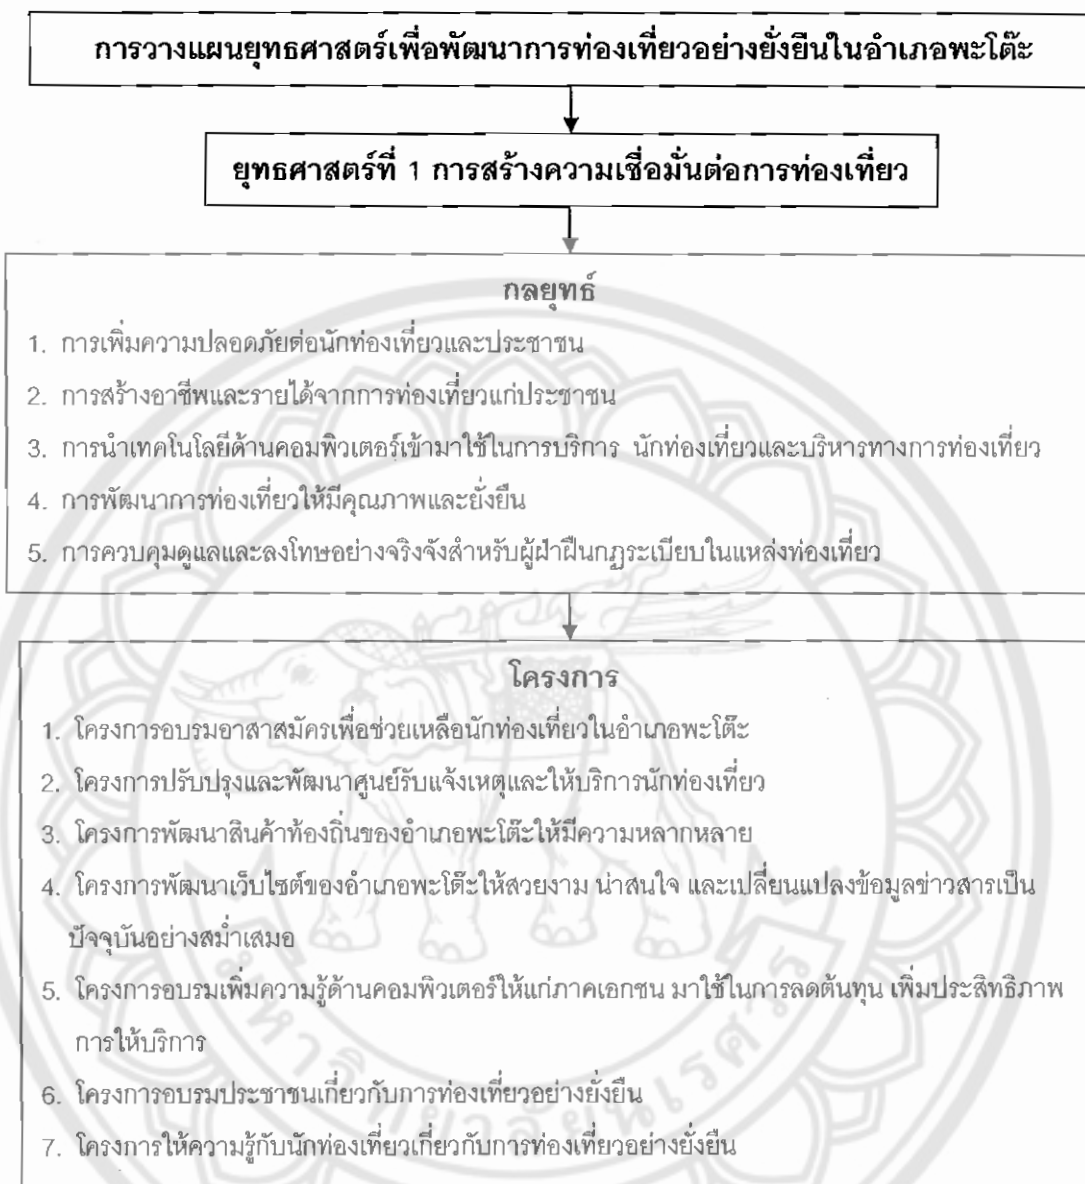 การวางแผนยุทธศาสตร์เพื่อพัฒนาการท่องเที่ยวอย่างยั่งยืนในอำเภอพะโต๊ะ
ยุทธศาสตร์ที่ 1 การสร้างความเชื่อมั่นต่อการท่องเที่ยว
กลยุทธ์
1. การเพิ่มความปลอดภัยต่อนักท่องเที่ยวและประชาชน
2. การสร้างอาชีพและรายได้จากการท่องเที่ยวแก่ประชาชน
3. การนำเทคโนโลยีด้านคอมพิวเตอร์เข้ามาใช้ในการบริการ นักท่องเที่ยวและบริหารทางการท่องเที่ยว
4. การพัฒนาการท่องเที่ยวให้มีคุณภาพและยั่งยืน
5. การควบคุมดูแลและลงโทษอย่างจริงจังสำหรับผู้ฝ่าฝืนกฎระเบียบในแหล่งท่องเที่ยว
โครงการ
1. โครงการอบรมอาสาสมัครเพื่อช่วยเหลือนักท่องเที่ยวในอำเภอพะโต๊ะ
2. โครงการปรับปรุงและพัฒนาศูนย์รับแจ้งเหตุและให้บริการนักท่องเที่ยว
3. โครงการพัฒนาสินค้าท้องถิ่นของอำเภอพะโต๊ะให้มีความหลากหลาย
4. โครงการพัฒนาเว็บไซต์ของอำเภอพะโต๊ะให้สวยงาม น่าสนใจ และเปลี่ยนแปลงข้อมูลข่าวสารเป็น
ปัจจุบันอย่างสม่ำเสมอ
5. โครงการอบรมเพิ่มความรู้ด้านคอมพิวเตอร์ให้แก่ภาคเอกชน มาใช้ในการลดต้นทุน เพิ่มประสิทธิภาพ
การให้บริการ
6. โครงการอบรมประชาชนเกี่ยวกับการท่องเที่ยวอย่างยั่งยืน
7. โครงการให้ความรู้กับนักท่องเที่ยวเกี่ยวกับการท่องเที่ยวอย่างยั่งยืน
มหาวิทยาลัยนเรศวร